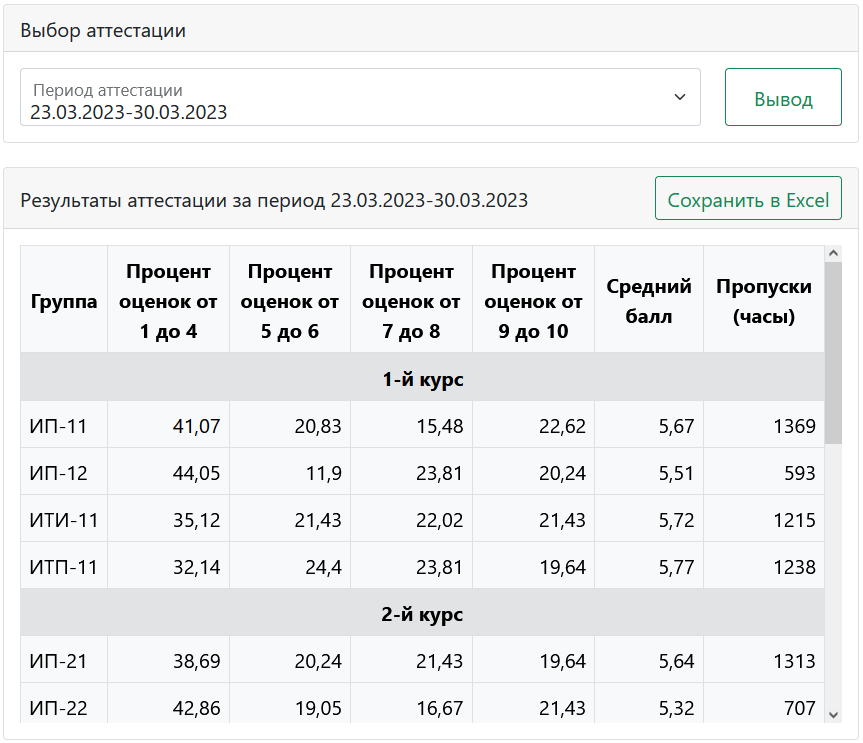 Выбор аттестации
Период аттестации
23.03.2023-30.03.2023
Вывод
Результаты аттестации за период 23.03.2023-30.03.2023
Сохранить в Excel
Группа
Процент
оценок от
1 до 4
Процент
оценок от
5 до 6
Процент
оценок от
7 до 8
Процент
оценок от
9 до 10
Средний
балл
Пропуски
(часы)
1-й курс
ИП-11 41,07 20,83 15,48 22,62 5,67 1369
ИП-12 44,05 11,9 23,81 20,24 5,51 593
ИТИ-11 35,12 21,43 22,02 21,43 5,72 1215
ИТП-11 32,14 24,4 23,81 19,64 5,77 1238
2-й курс
ИП-21 38,69 20,24 21,43 19,64 5,64 1313
ИП-22 42,86 19,05 16,67 21,43 5,32 707